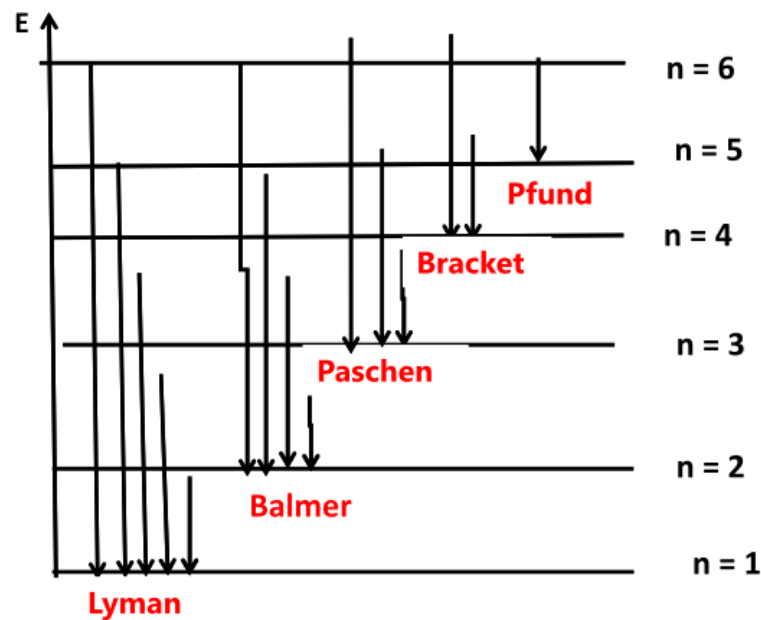 E
n = 6
n = 5
Pfund
n = 4
Bracket
n = 3
Paschen
n = 2
Balmer
n = 1
Lyman